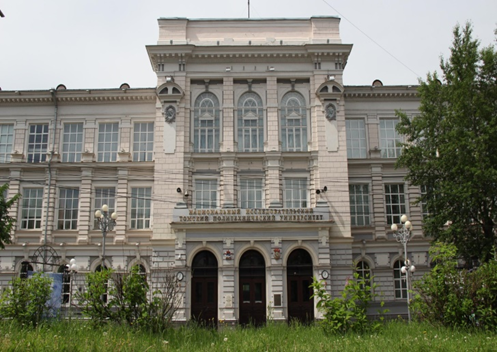 НАЦИОНАЛЬНЫЙ ИССЛЕДОВАТЕЛЬСКИЙ
ТОМСКИЙ ПОЛИТЕХНИЧЕСКИЙ УНИВЕРСИТЕТ